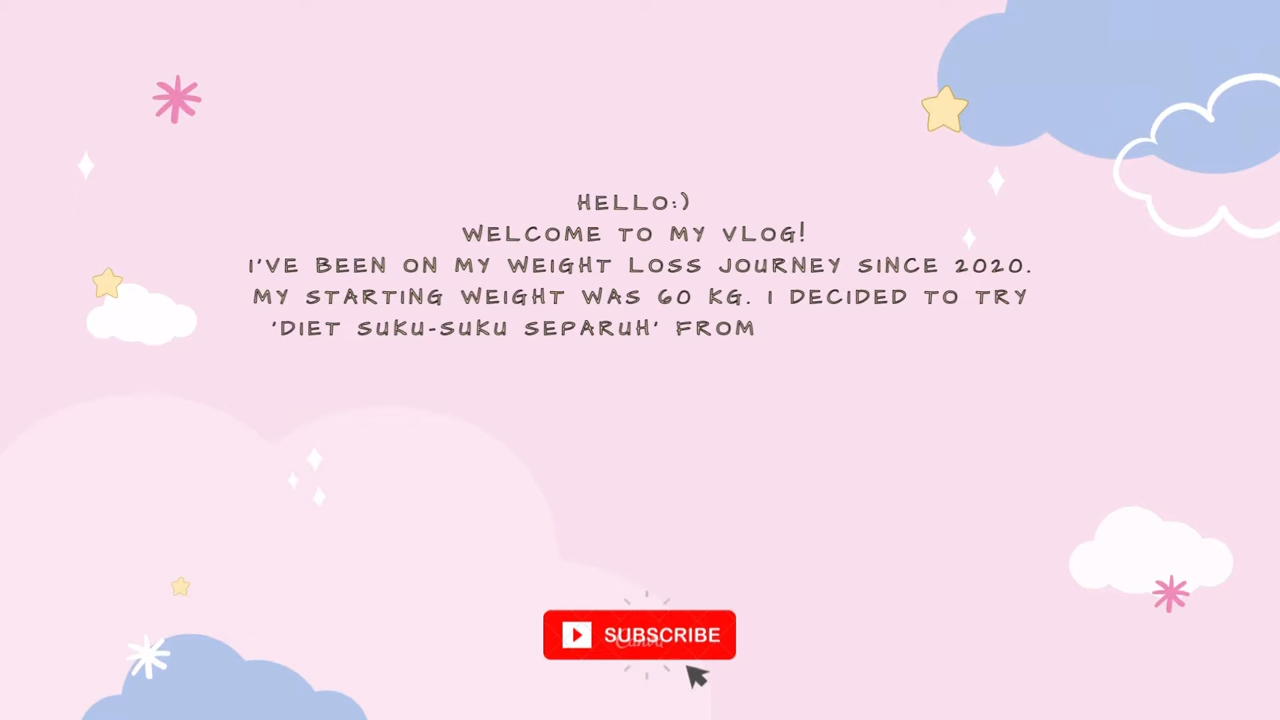 HELLO:)
WELCOME TO MY VLOG!
I'VE BEEN ON MY WEIGHT LOSS JOURNEY SINCE 2020.
MY STARTING WEIGHT WAS 60 KG. I DECIDED TO TRY
'DIET SUKU-SUKU SEPARUH' FROM
SUBSCRIBE
Canva